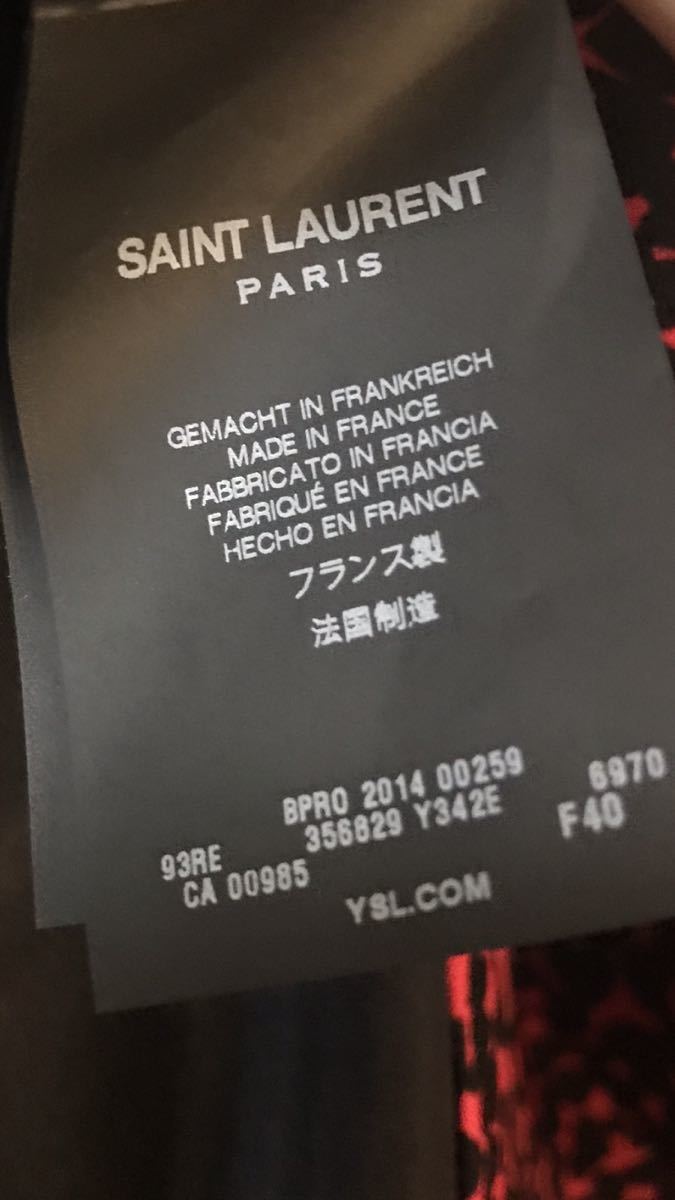 SAINT LAURENT
PARIS
GEMACHT IN FRANKREICH
MADE IN FRANCE
FABBRICATO IN FRANCIA
FABRIQUÉ EN FRANCE
HECHO EN FRANCIA
フランス製
法国制造
BPRO 2014 00259 6970
93RE 356829 Y342E F40
CA 00985
YSL.COM